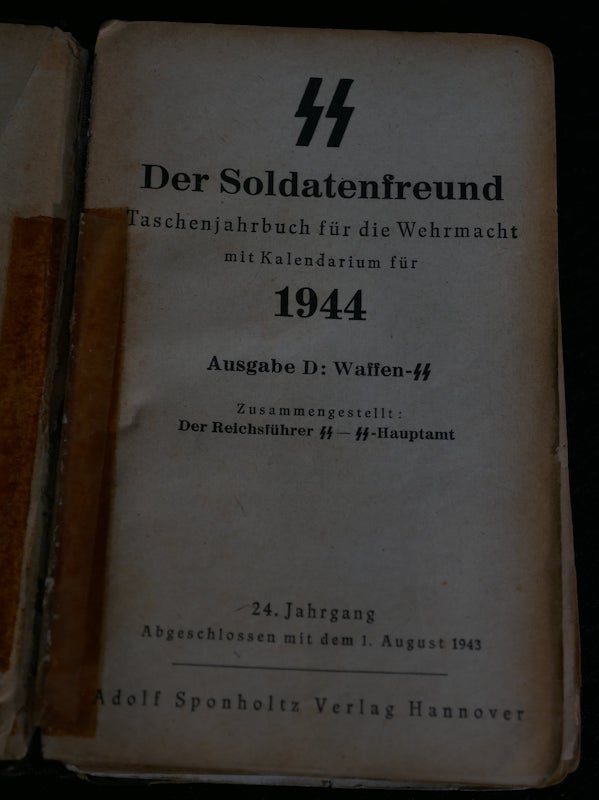 ᛋᛋ
Der Soldatenfreund
Taschenjahrbuch für die Wehrmacht
mit Kalendarium für
1944
Ausgabe D: Waffen-ᛋᛋ
Zusammengestellt:
Der Reichsführer ᛋᛋ — ᛋᛋ-Hauptamt
24. Jahrgang
Abgeschlossen mit dem 1. August 1943
Adolf Sponholtz Verlag Hannover